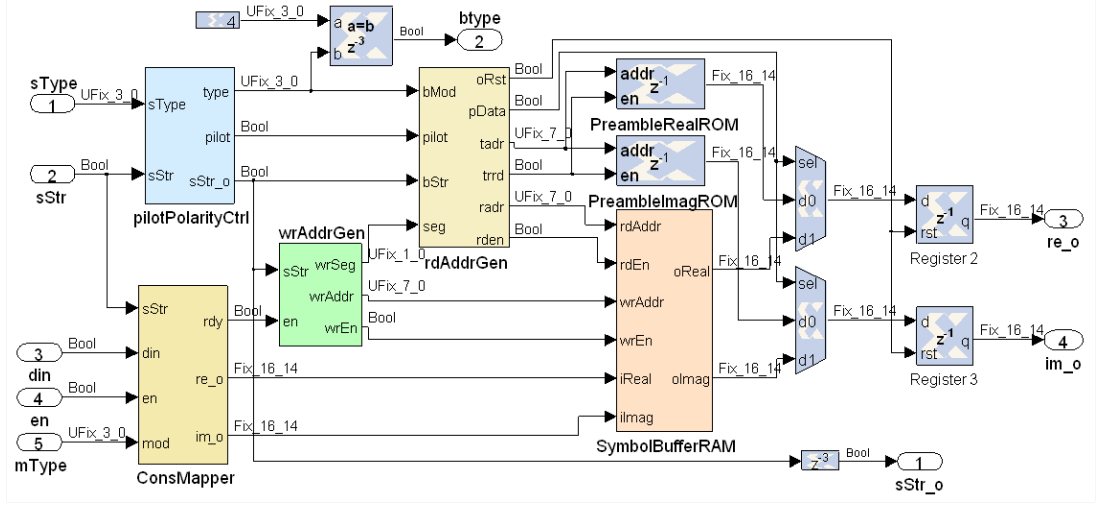 4
UFix_3_0
a
a=b
b
z-3
Bool
btype
2
sType
1
UFix_3_0
sType
type
UFix_3_0
pilot
Bool
2
Bool
sStr
sStr
sStr_o
Bool
pilotPolarityCtrl
bMod
pilot
bStr
seg
oRst
pData
tadr
trrd
radr
rden
rdAddrGen
Bool
Bool
UFix_7_0
Bool
UFix_7_0
Bool
addr
en
z-1
Fix_16_14
PreambleRealROM
addr
en
z-1
Fix_16_14
PreambleImagROM
wrAddrGen
sStr
en
wrSeg
wrAddr
wrEn
UFix_1_0
UFix_7_0
Bool
rdAddr
rdEn
wrAddr
wrEn
iReal
iImag
oReal
oImag
Fix_16_14
Fix_16_14
SymbolBufferRAM
sel
d0
d1
Fix_16_14
sel
d0
d1
Fix_16_14
d
rst
z-1
q
Fix_16_14
Register 2
3
re_o
d
rst
z-1
q
Fix_16_14
Register 3
4
im_o
3
Bool
din
4
Bool
en
5
UFix_3_0
mType
sStr
din
en
mod
rdy
re_o
im_o
Bool
Fix_16_14
Fix_16_14
ConsMapper
z-3
Bool
1
sStr_o